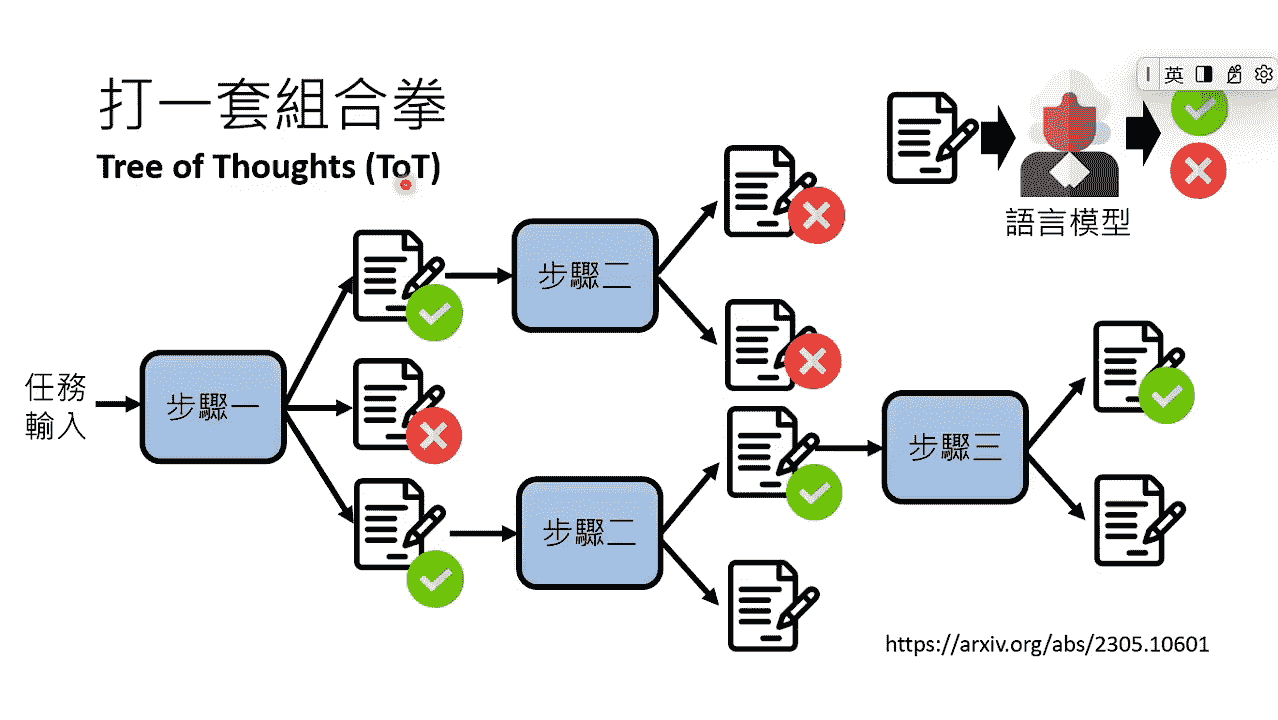 打一套組合拳
Tree of Thoughts (ToT)
英
語言模型
任務
輸入
步驟一
步驟二
步驟二
步驟三
https://arxiv.org/abs/2305.10601